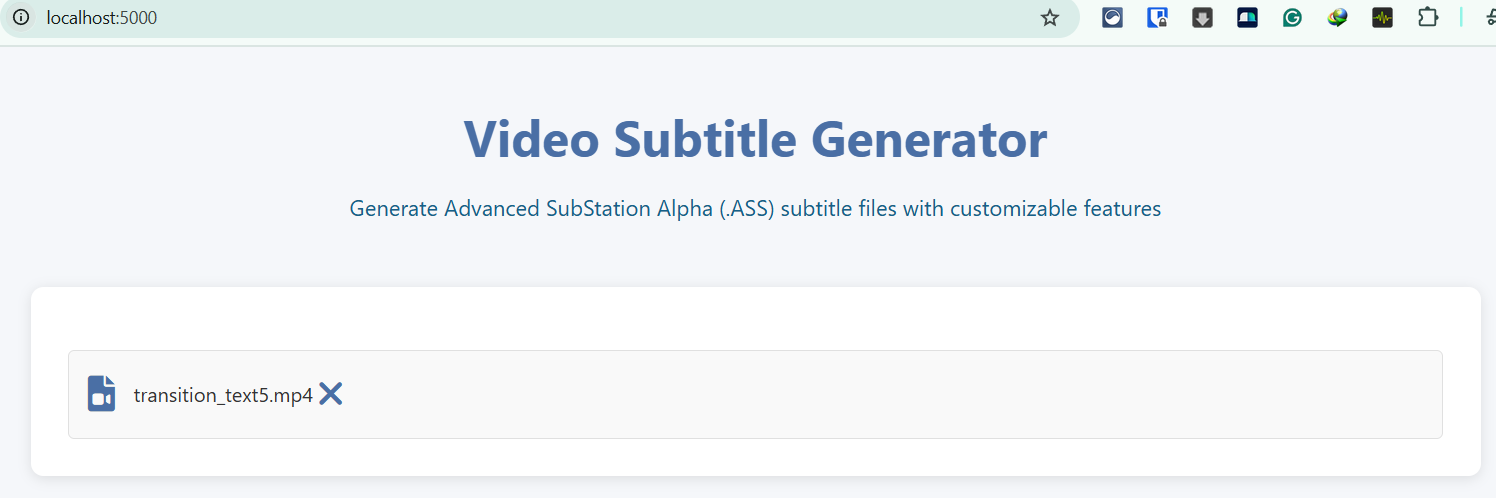 localhost:5000
Video Subtitle Generator
Generate Advanced SubStation Alpha (.ASS) subtitle files with customizable features
transition_text5.mp4